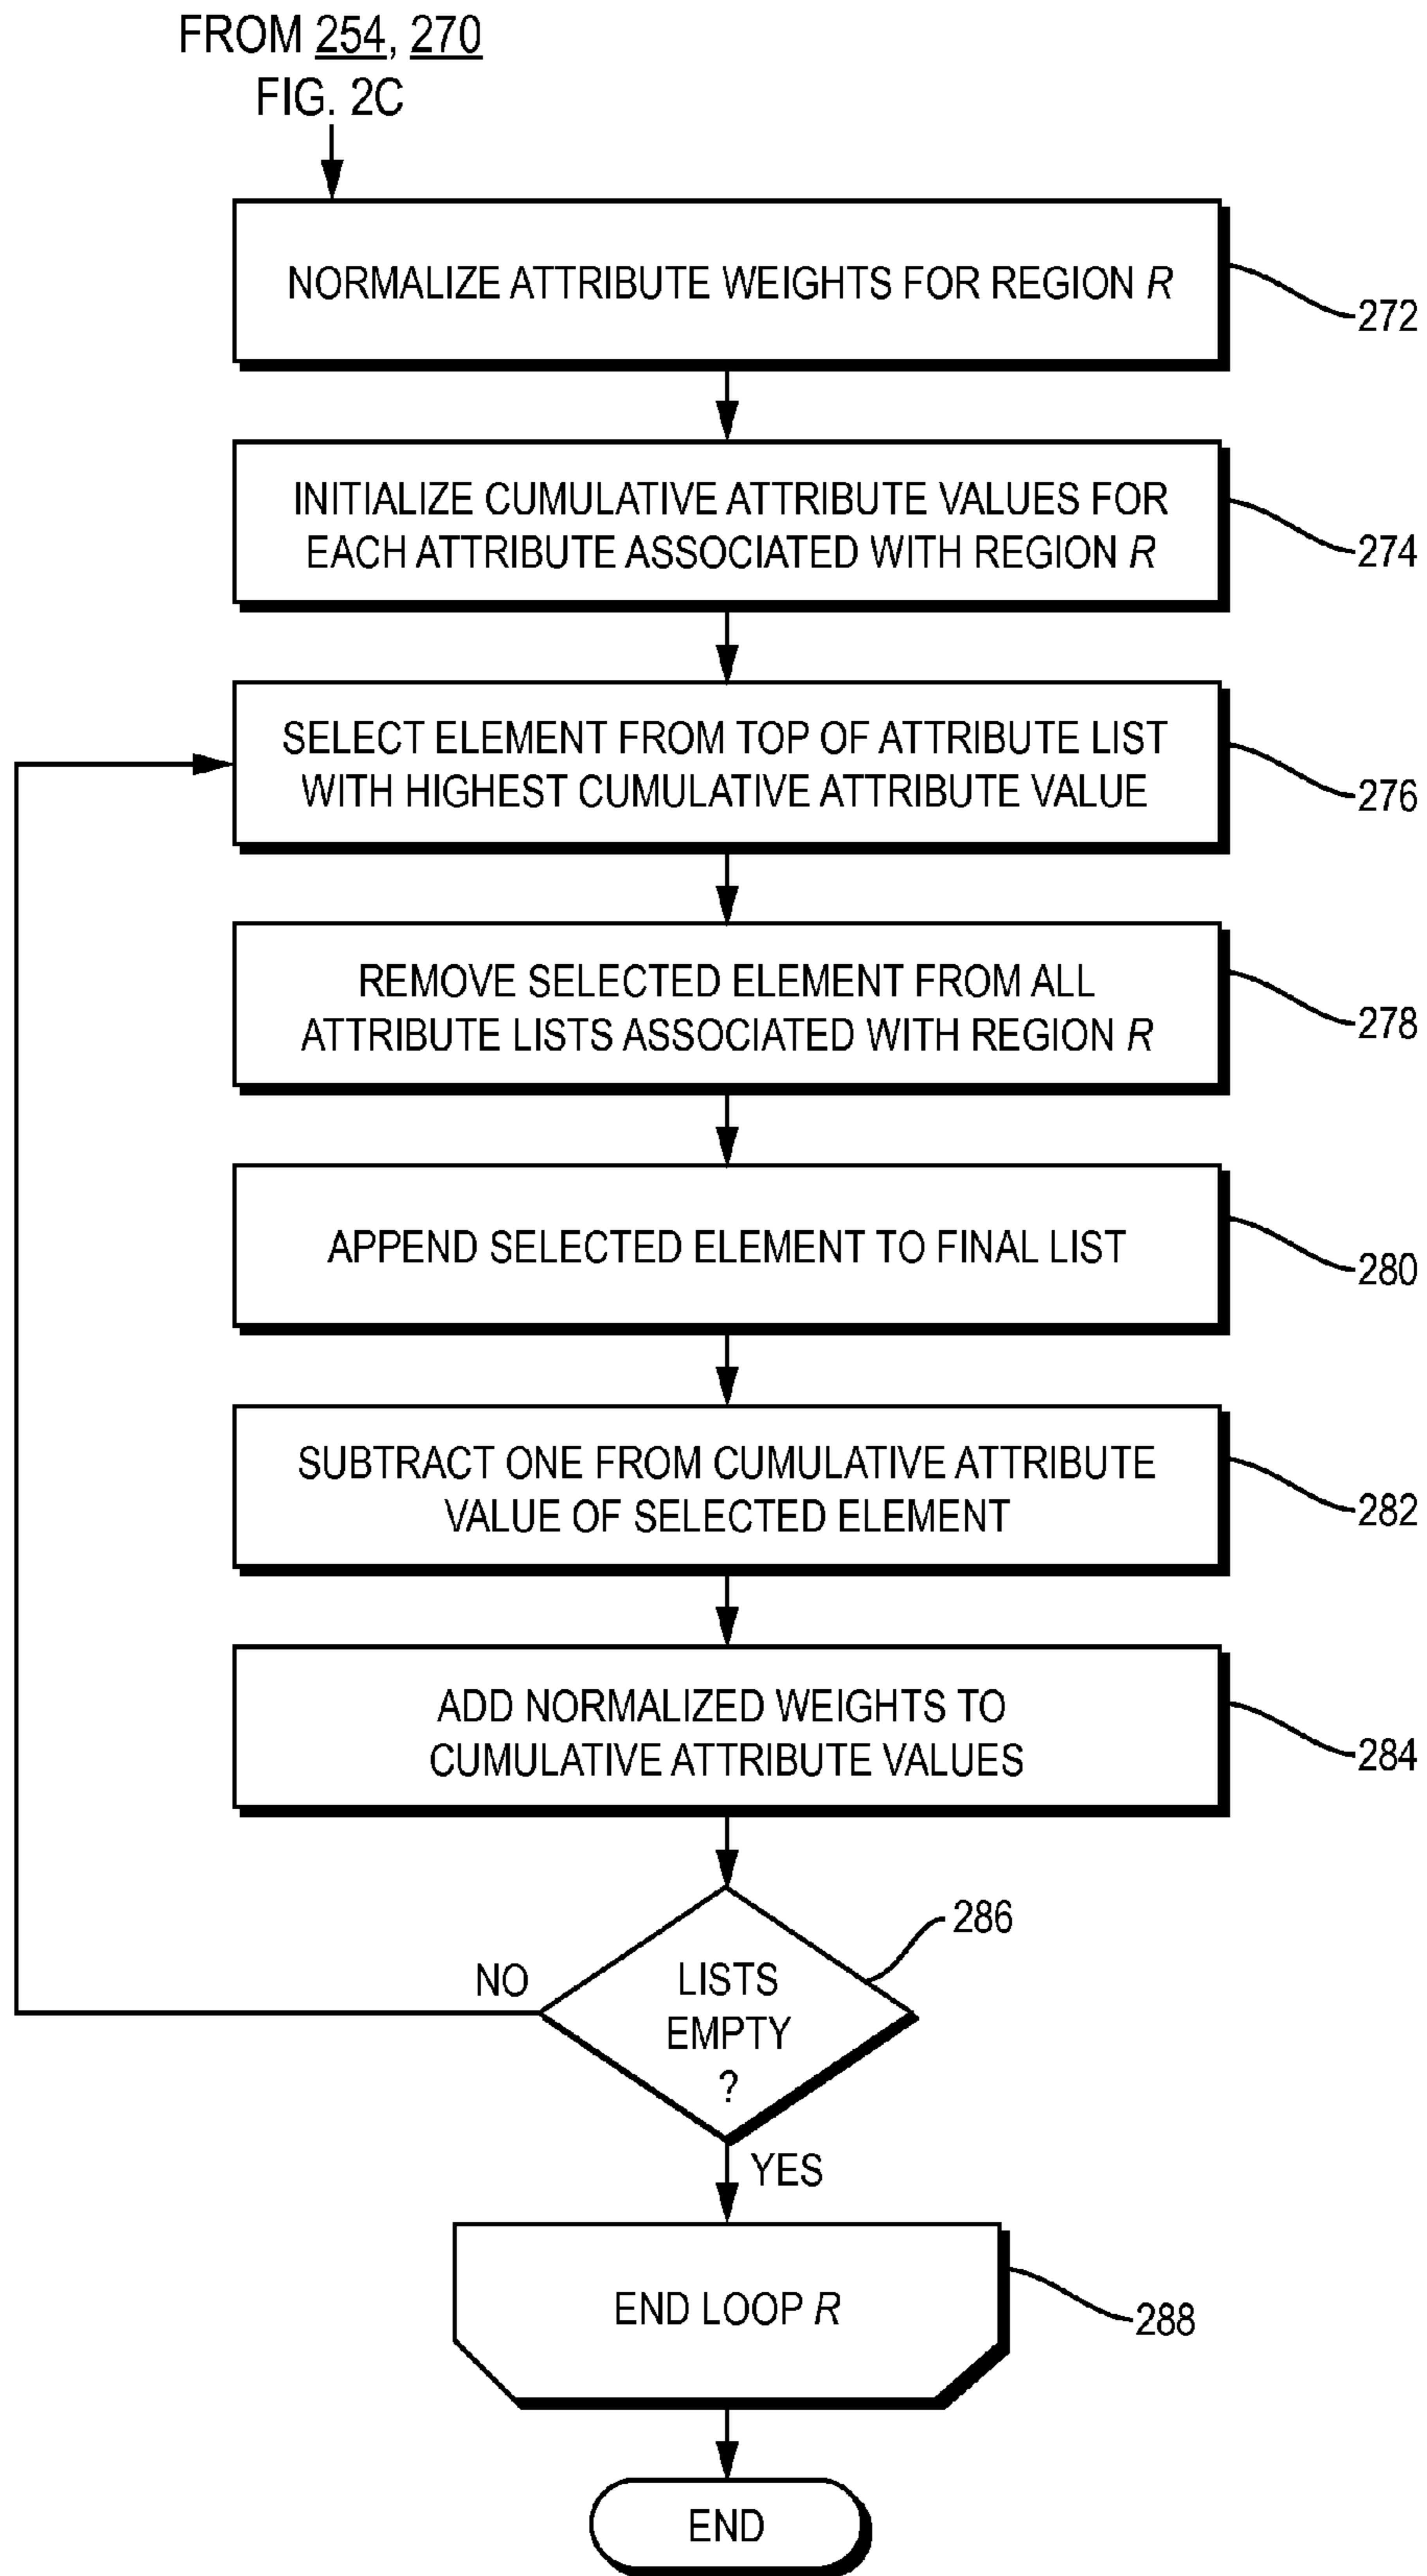 FROM 254, 270
FIG. 2C
NORMALIZE ATTRIBUTE WEIGHTS FOR REGION R
272
INITIALIZE CUMULATIVE ATTRIBUTE VALUES FOR
EACH ATTRIBUTE ASSOCIATED WITH REGION R
274
SELECT ELEMENT FROM TOP OF ATTRIBUTE LIST
WITH HIGHEST CUMULATIVE ATTRIBUTE VALUE
276
REMOVE SELECTED ELEMENT FROM ALL
ATTRIBUTE LISTS ASSOCIATED WITH REGION R
278
APPEND SELECTED ELEMENT TO FINAL LIST
280
SUBTRACT ONE FROM CUMULATIVE ATTRIBUTE
VALUE OF SELECTED ELEMENT
282
ADD NORMALIZED WEIGHTS TO
CUMULATIVE ATTRIBUTE VALUES
284
286
NO
LISTS
EMPTY
?
YES
END LOOP R
288
END